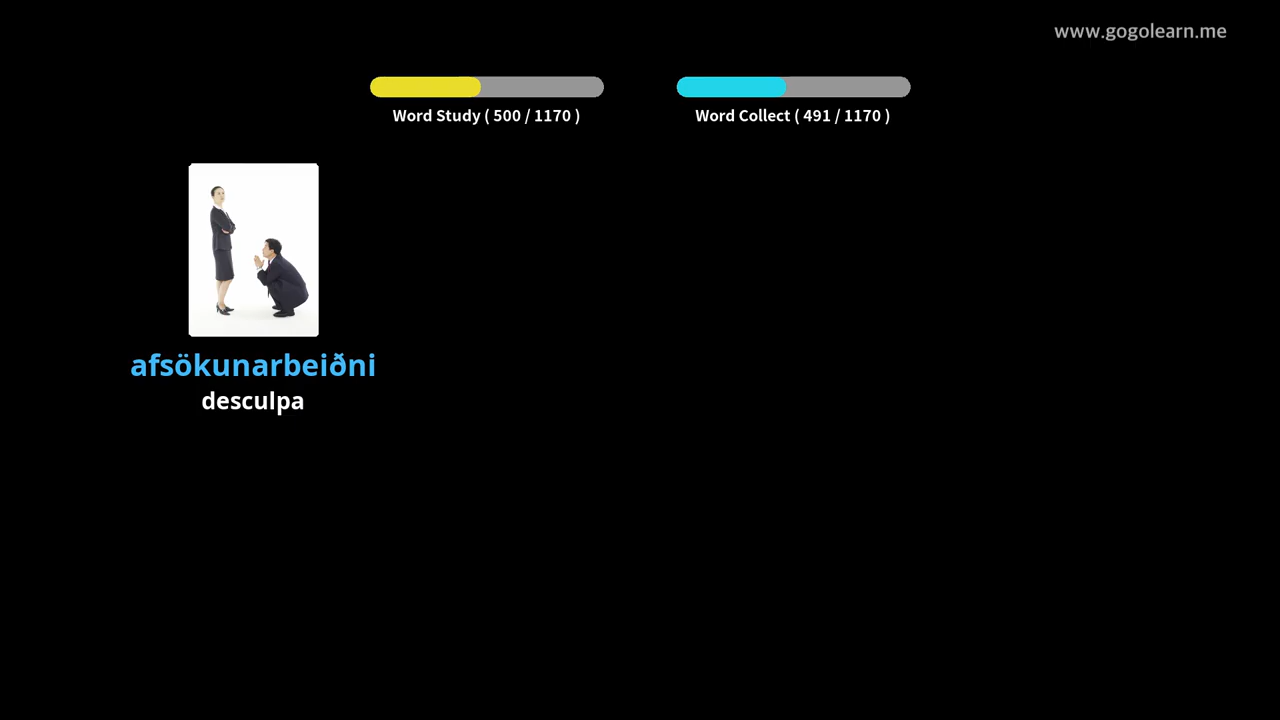 www.gogolearn.me
Word Study ( 500 / 1170 )
Word Collect ( 491 / 1170 )
afsökunarbeiðni
desculpa